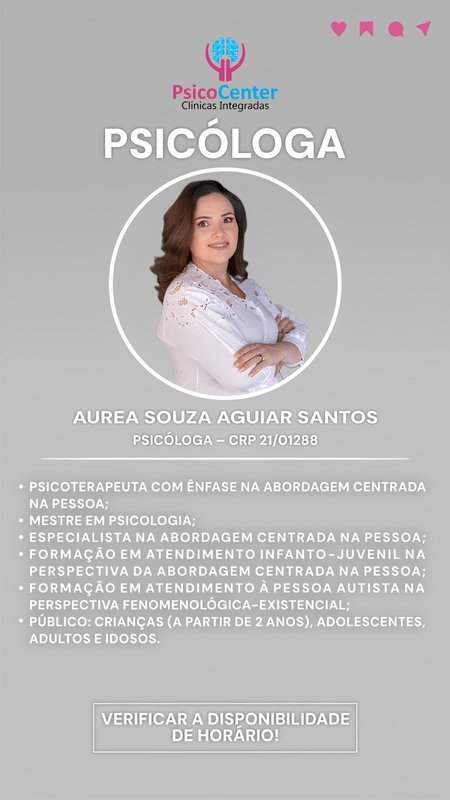 PsicoCenter
Clínicas Integradas
PSICÓLOGA
AUREA SOUZA AGUIAR SANTOS
PSICÓLOGA – CRP 21/01288
• PSICOTERAPEUTA COM ÊNFASE NA ABORDAGEM CENTRADA
NA PESSOA;
• MESTRE EM PSICOLOGIA;
• ESPECIALISTA NA ABORDAGEM CENTRADA NA PESSOA;
• FORMAÇÃO EM ATENDIMENTO INFANTO-JUVENIL NA
PERSPECTIVA DA ABORDAGEM CENTRADA NA PESSOA;
• FORMAÇÃO EM ATENDIMENTO À PESSOA AUTISTA NA
PERSPECTIVA FENOMENOLÓGICA-EXISTENCIAL;
• PÚBLICO: CRIANÇAS (A PARTIR DE 2 ANOS), ADOLESCENTES,
ADULTOS E IDOSOS.
VERIFICAR A DISPONIBILIDADE
DE HORÁRIO!